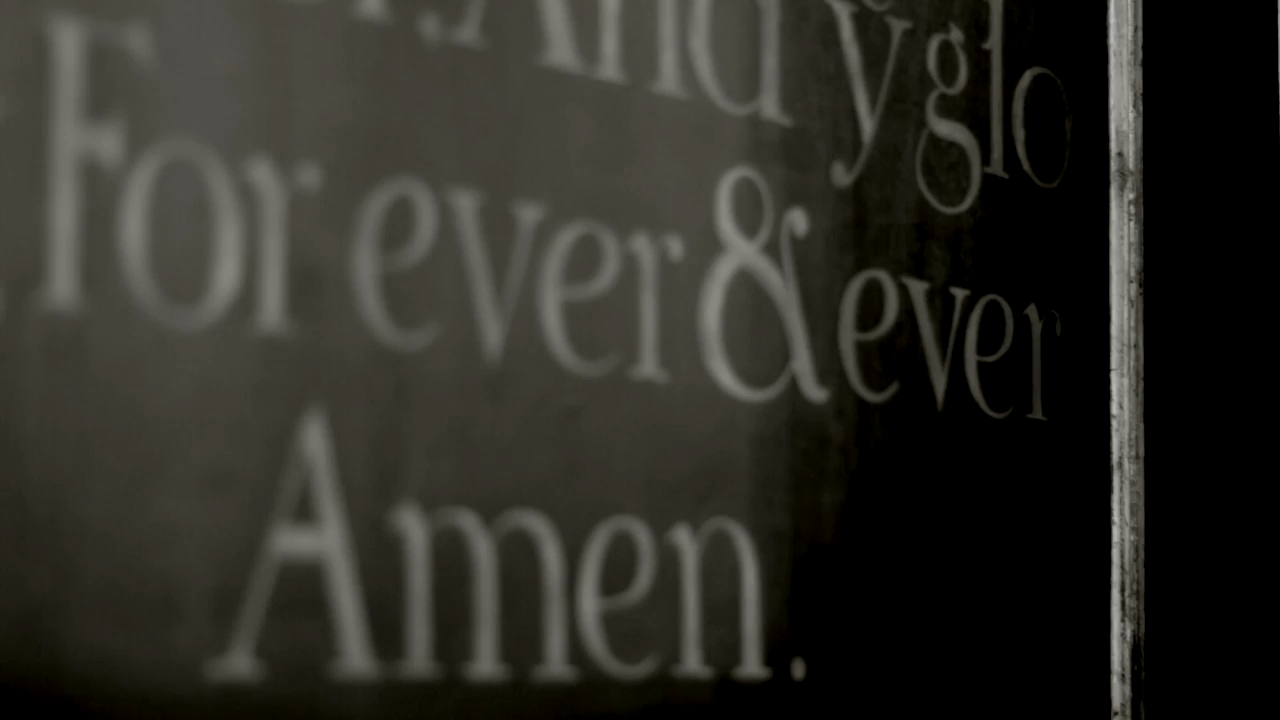 And yͤ glo
For ever & ever
Amen.